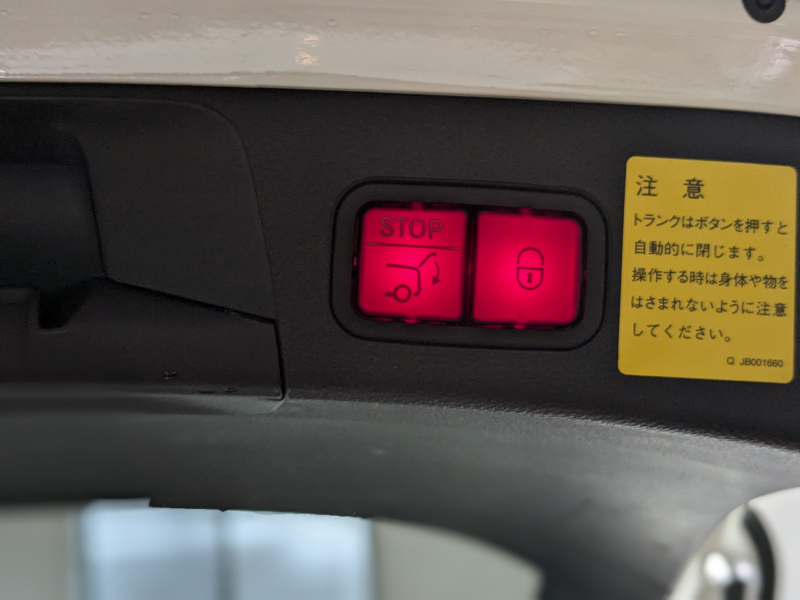 STOP
注 意
トランクはボタンを押すと
自動的に閉じます。
操作する時は身体や物を
はさまれないように注意
してください。
Q JB001660